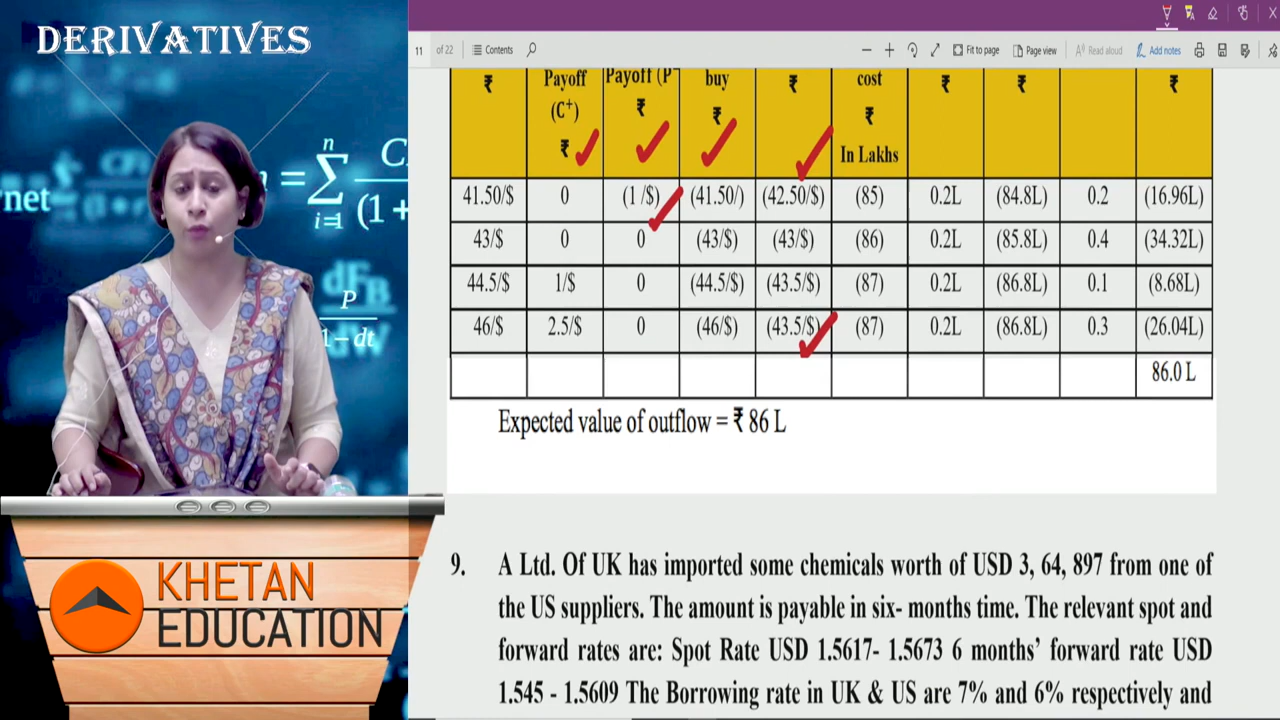 DERIVATIVES
11 of 22 Contents Fit to page Page view Read aloud Add notes
₹ Payoff (C⁺) ₹ Payoff (P⁻ ₹ buy ₹ ₹ cost ₹ In Lakhs ₹ ₹ ₹
41.50/$ 0 (1 /$) (41.50/) (42.50/$) (85) 0.2L (84.8L) 0.2 (16.96L)
43/$ 0 0 (43/$) (43/$) (86) 0.2L (85.8L) 0.4 (34.32L)
44.5/$ 1/$ 0 (44.5/$) (43.5/$) (87) 0.2L (86.8L) 0.1 (8.68L)
46/$ 2.5/$ 0 (46/$) (43.5/$) (87) 0.2L (86.8L) 0.3 (26.04L)
86.0 L
Expected value of outflow = ₹ 86 L
9. A Ltd. Of UK has imported some chemicals worth of USD 3, 64, 897 from one of
the US suppliers. The amount is payable in six- months time. The relevant spot and
forward rates are: Spot Rate USD 1.5617- 1.5673 6 months' forward rate USD
1.545 - 1.5609 The Borrowing rate in UK & US are 7% and 6% respectively and
KHETAN
EDUCATION